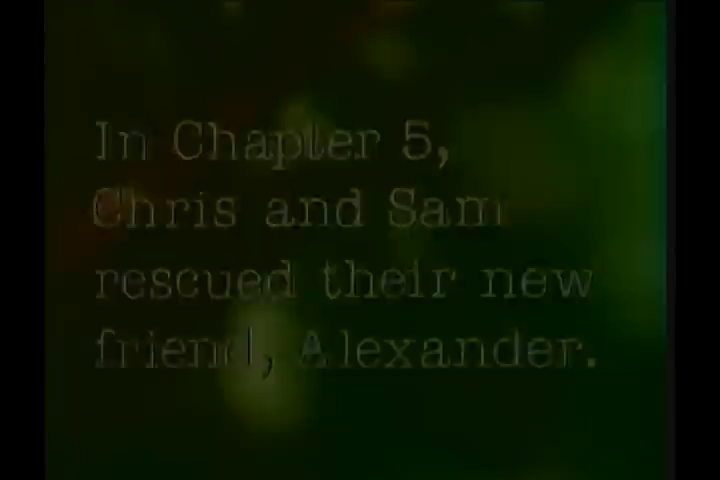 In Chapter 5,
Chris and Sam
rescued their new
friend, Alexander.